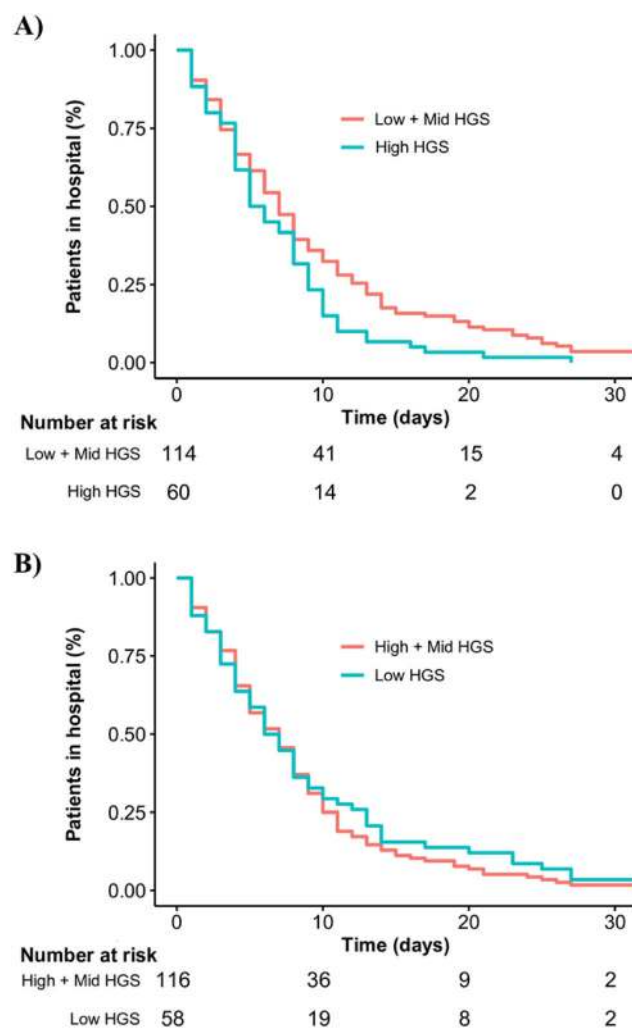 A)
Patients in hospital (%)
1.00
0.75
0.50
0.25
0.00
Low + Mid HGS
High HGS
0 10 20 30
Time (days)
Number at risk
Low + Mid HGS 114 41 15 4
High HGS 60 14 2 0
B)
Patients in hospital (%)
1.00
0.75
0.50
0.25
0.00
High + Mid HGS
Low HGS
0 10 20 30
Time (days)
Number at risk
High + Mid HGS 116 36 9 2
Low HGS 58 19 8 2